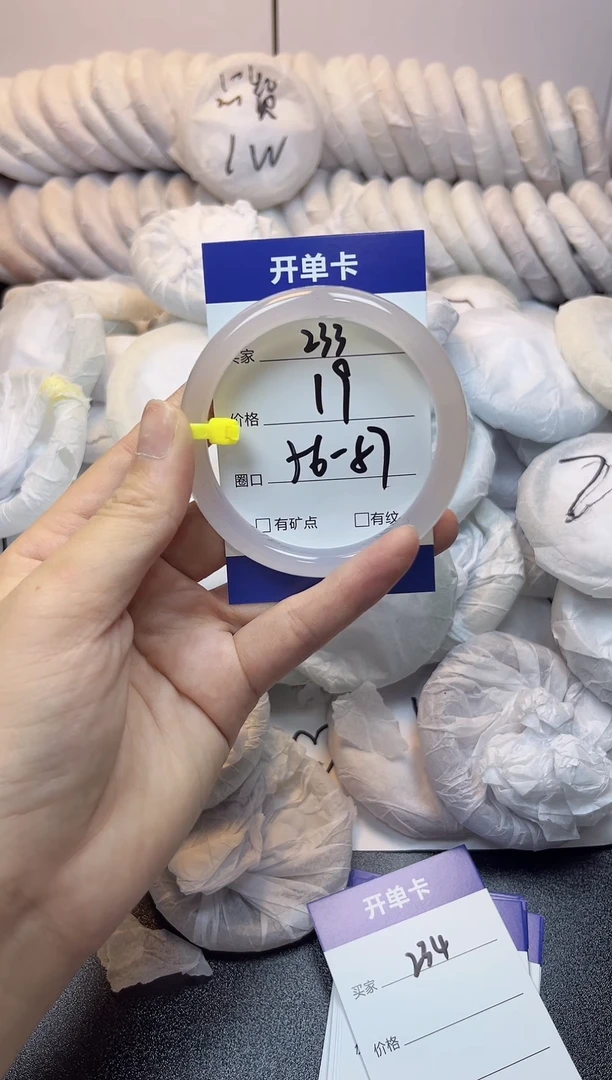 1W
开单卡
买家 233
价格 19
圈口 56-57
□有矿点 □有纹
开单卡
买家 234
价格